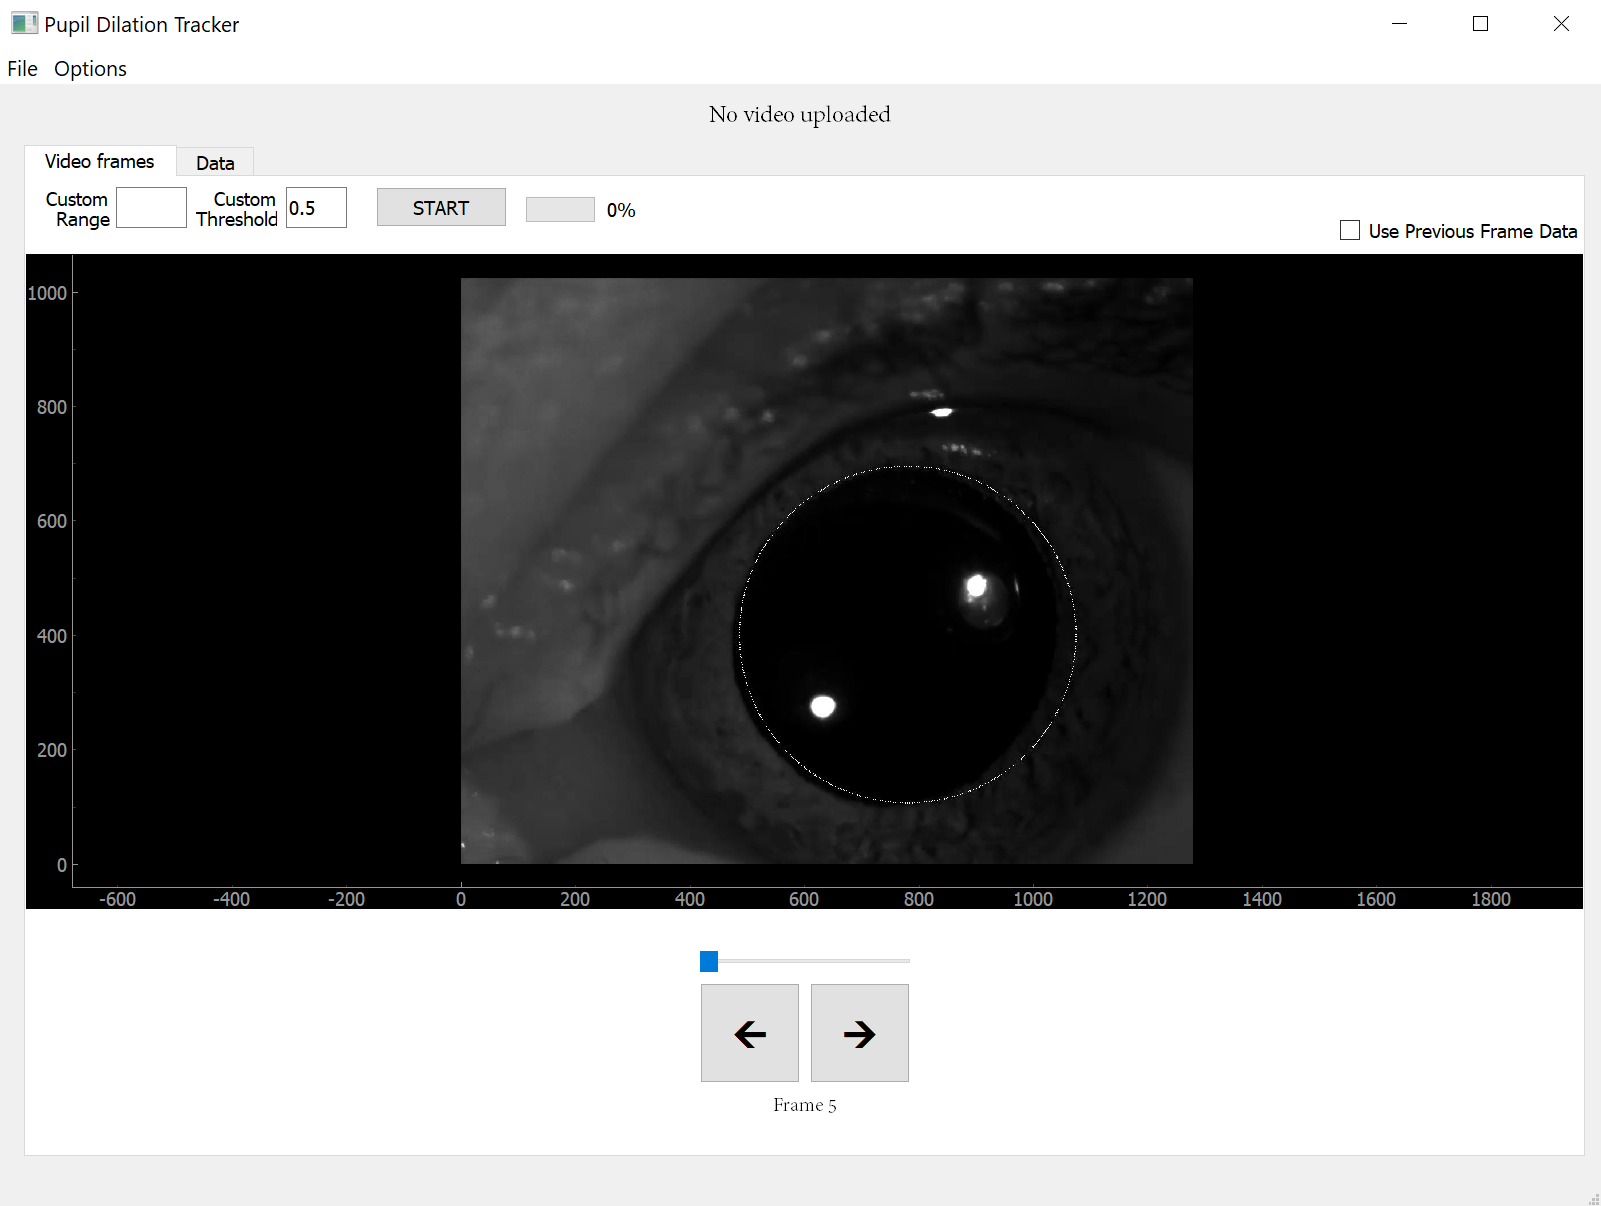 Pupil Dilation Tracker
File Options
No video uploaded
Video frames Data
Custom Range
Custom Threshold
0.5
START
0%
Use Previous Frame Data
1000
800
600
400
200
0
-600 -400 -200 0 200 400 600 800 1000 1200 1400 1600 1800
Frame 5